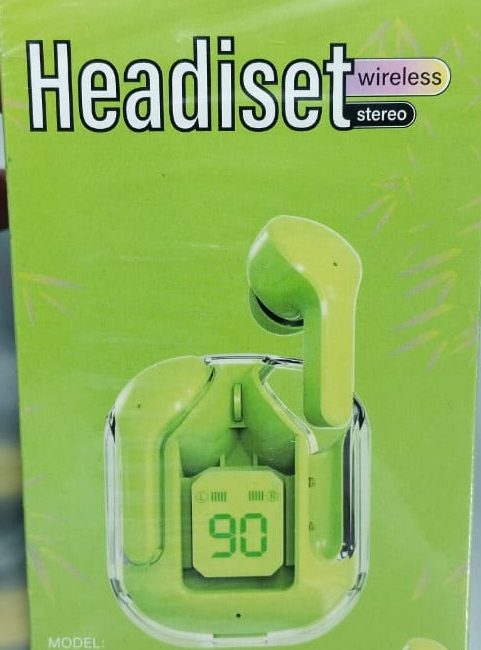 Headiset
wireless
stereo
L R
90
MODEL: